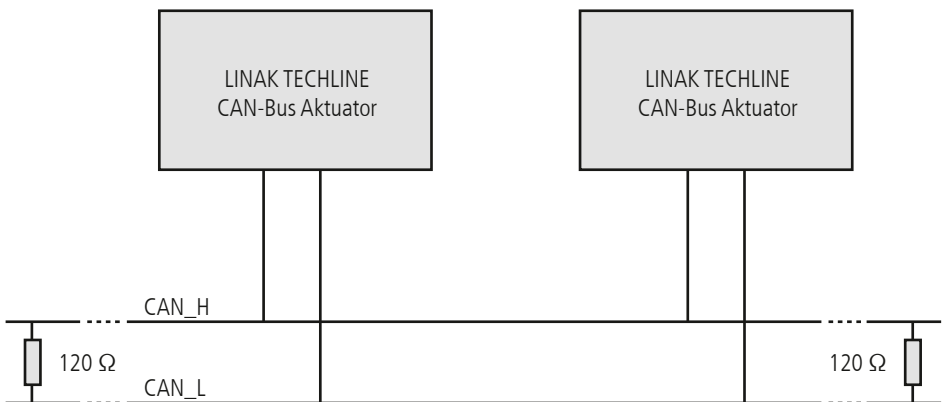 LINAK TECHLINE
CAN-Bus Aktuator
LINAK TECHLINE
CAN-Bus Aktuator
CAN_H
120 Ω
120 Ω
CAN_L